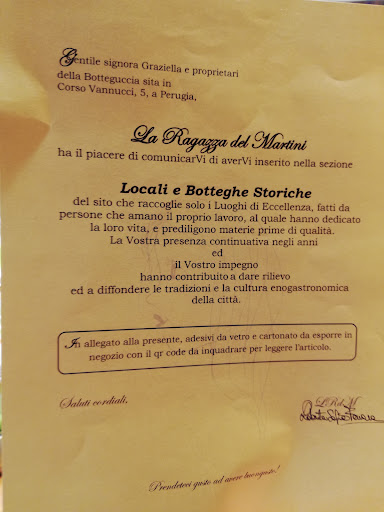 Gentile signora Graziella e proprietari
della Botteguccia sita in
Corso Vannucci, 5, a Perugia,
La Ragazza del Martini
ha il piacere di comunicarVi di averVi inserito nella sezione
Locali e Botteghe Storiche
del sito che raccoglie solo i Luoghi di Eccellenza, fatti da
persone che amano il proprio lavoro, al quale hanno dedicato
la loro vita, e prediligono materie prime di qualità.
La Vostra presenza continuativa negli anni
ed
il Vostro impegno
hanno contribuito a dare rilievo
ed a diffondere le tradizioni e la cultura enogastronomica
della città.
In allegato alla presente, adesivi da vetro e cartonato da esporre in
negozio con il qr code da inquadrare per leggere l'articolo.
Saluti cordiali,
LRdM
Prendeteci gusto ad avere buongusto!